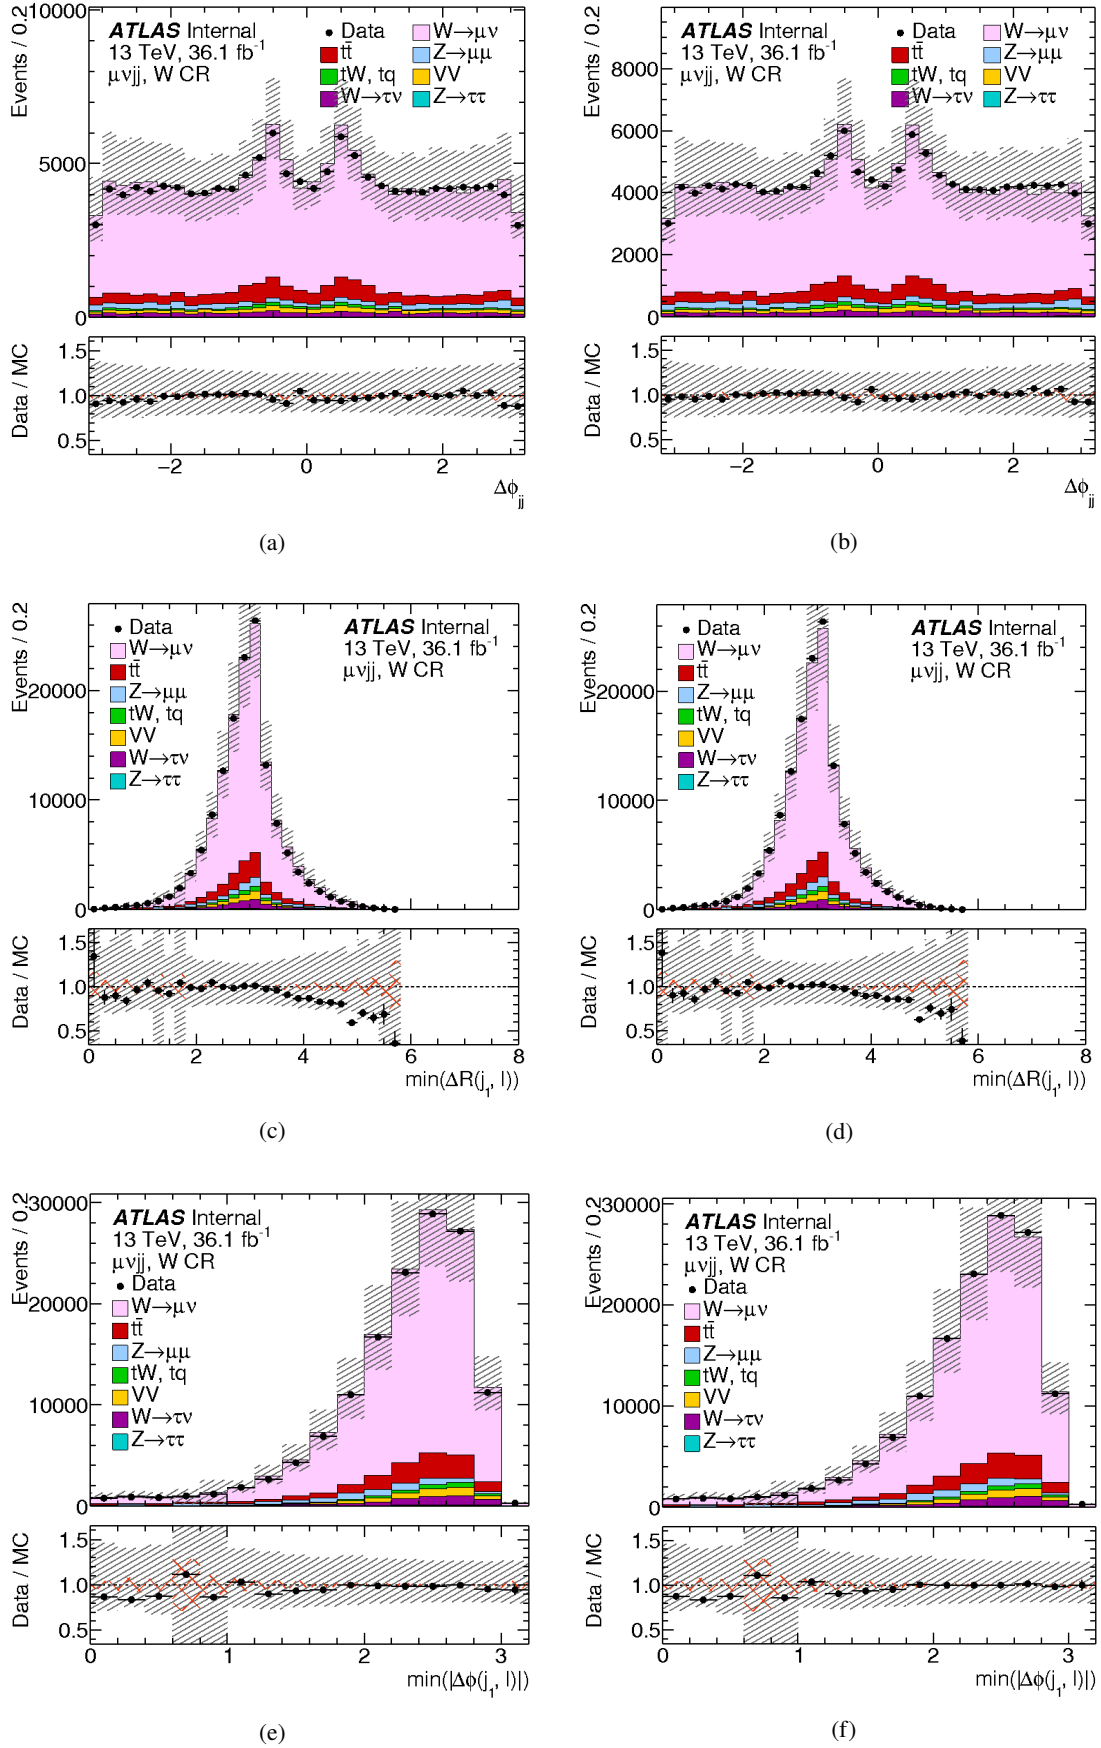 Events / 0.2
10000
5000
0
ATLAS Internal
13 TeV, 36.1 fb⁻¹
μνjj, W CR
Data
tt̄
tW, tq
W→τν
W→μν
Z→μμ
VV
Z→ττ
Data / MC
1.5
1.0
0.5
−2 0 2
Δϕjj
(a)
Events / 0.2
8000
6000
4000
2000
0
ATLAS Internal
13 TeV, 36.1 fb⁻¹
μνjj, W CR
Data
tt̄
tW, tq
W→τν
W→μν
Z→μμ
VV
Z→ττ
Data / MC
1.5
1.0
0.5
−2 0 2
Δϕjj
(b)
Events / 0.2
20000
10000
0
Data
W→μν
tt̄
Z→μμ
tW, tq
VV
W→τν
Z→ττ
ATLAS Internal
13 TeV, 36.1 fb⁻¹
μνjj, W CR
Data / MC
1.5
1.0
0.5
0 2 4 6 8
min(ΔR(j₁, l))
(c)
Events / 0.2
20000
10000
0
Data
W→μν
tt̄
Z→μμ
tW, tq
VV
W→τν
Z→ττ
ATLAS Internal
13 TeV, 36.1 fb⁻¹
μνjj, W CR
Data / MC
1.5
1.0
0.5
0 2 4 6 8
min(ΔR(j₁, l))
(d)
Events / 0.2
30000
20000
10000
0
ATLAS Internal
13 TeV, 36.1 fb⁻¹
μνjj, W CR
Data
W→μν
tt̄
Z→μμ
tW, tq
VV
W→τν
Z→ττ
Data / MC
1.5
1.0
0.5
0 1 2 3
min(|Δϕ(j₁, l)|)
(e)
Events / 0.2
30000
20000
10000
0
ATLAS Internal
13 TeV, 36.1 fb⁻¹
μνjj, W CR
Data
W→μν
tt̄
Z→μμ
tW, tq
VV
W→τν
Z→ττ
Data / MC
1.5
1.0
0.5
0 1 2 3
min(|Δϕ(j₁, l)|)
(f)